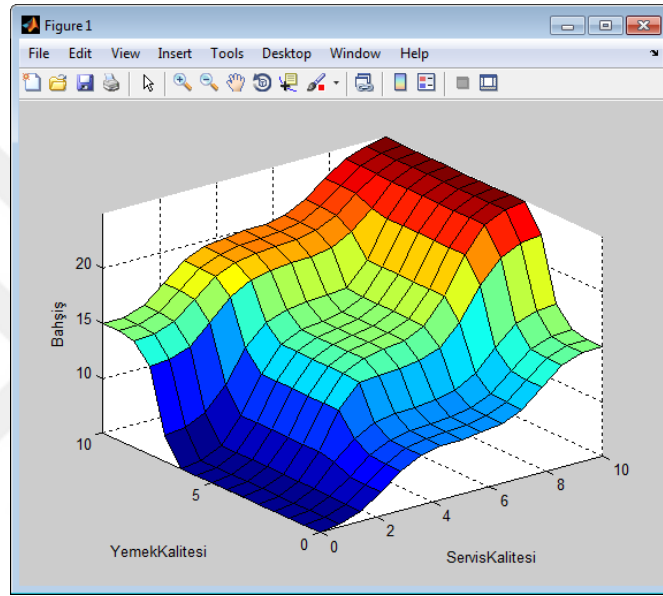 Figure 1
File Edit View Insert Tools Desktop Window Help
20
15
10
10
5
0
0
2
4
6
8
10
Bahşiş
YemekKalitesi
ServisKalitesi